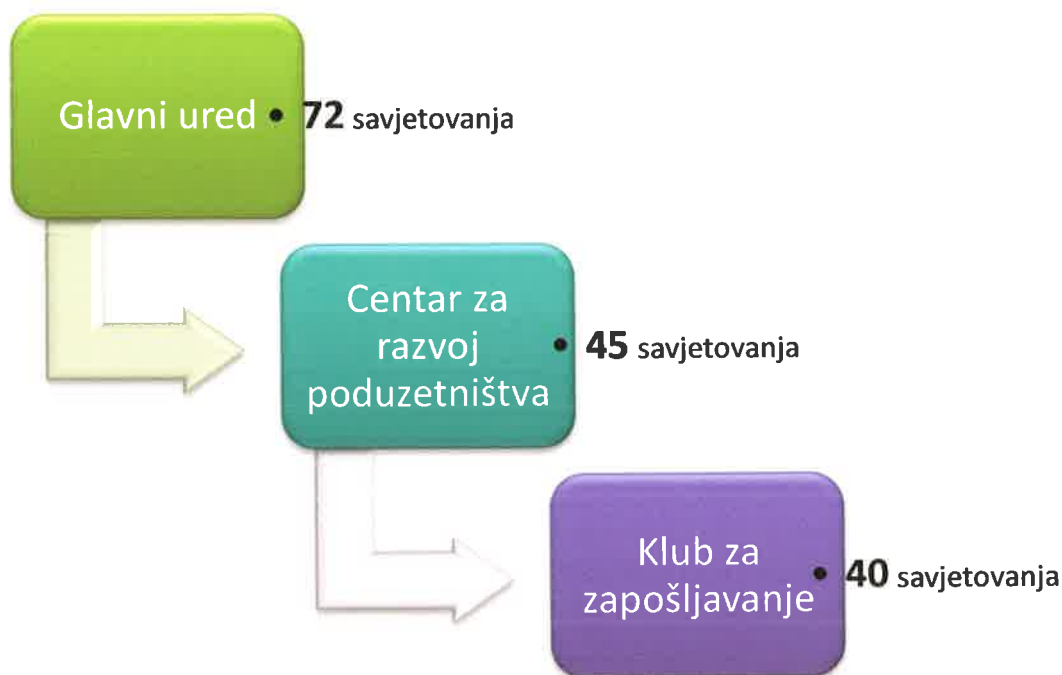 Glavni ured • 72 savjetovanja
Centar za
razvoj
poduzetništva
• 45 savjetovanja
Klub za
zapošljavanje
• 40 savjetovanja